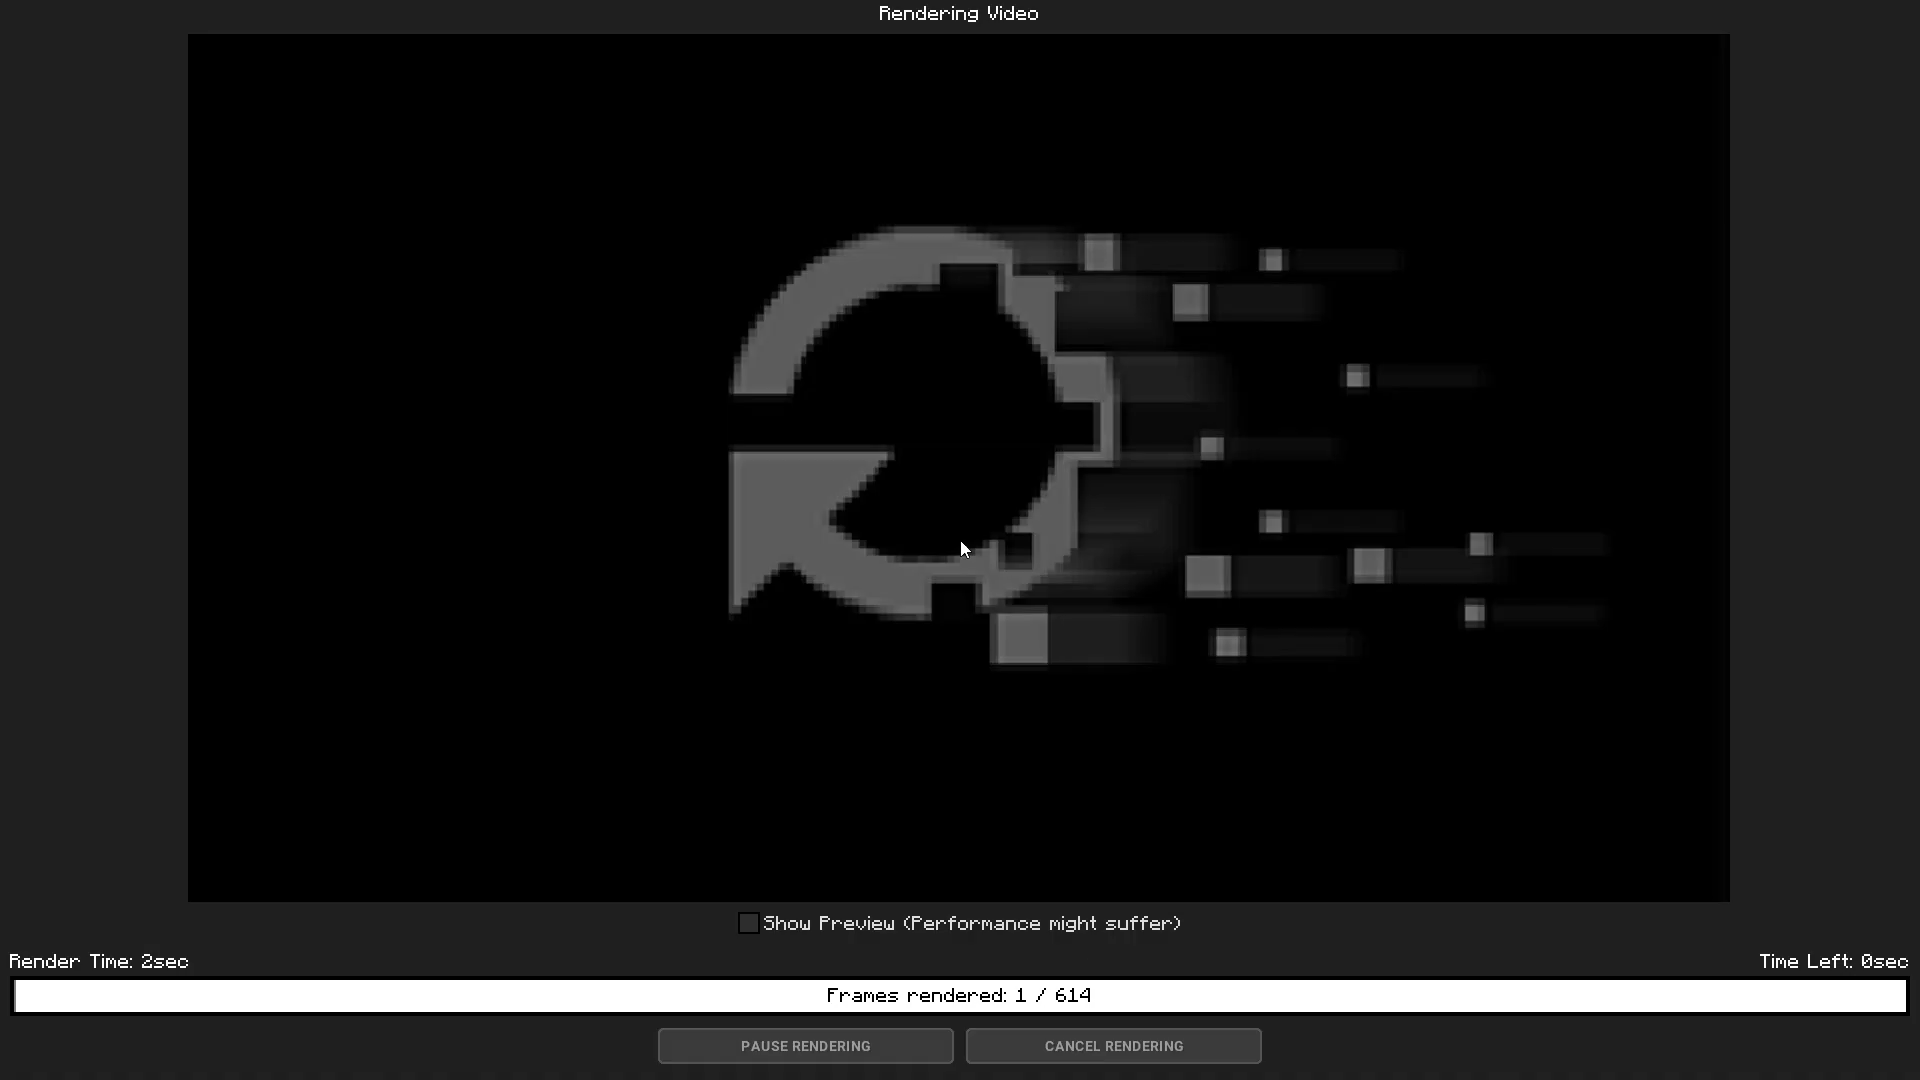 Rendering Video
Show Preview (Performance might suffer)
Render Time: 2sec
Time Left: 0sec
Frames rendered: 1 / 614
PAUSE RENDERING
CANCEL RENDERING